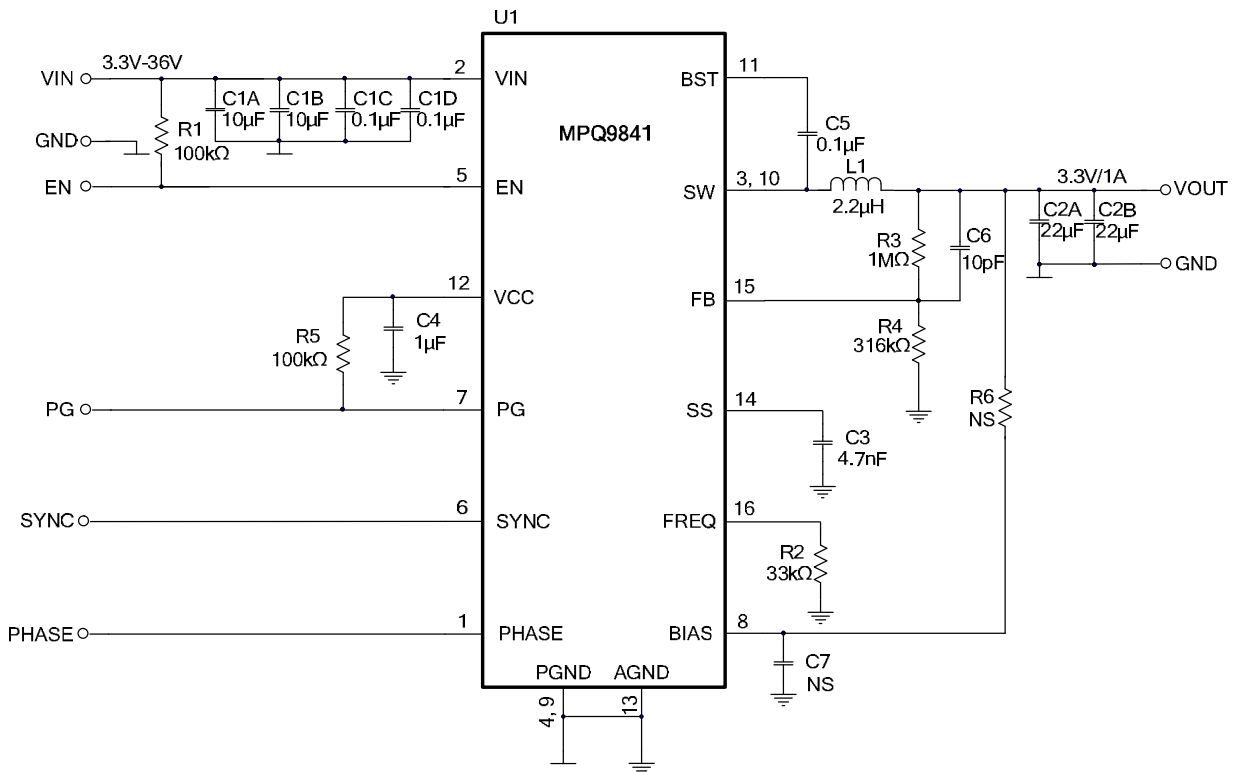 U1
3.3V-36V
VIN
2
VIN
BST
11
C1A
10µF
C1B
10µF
C1C
0.1µF
C1D
0.1µF
R1
100kΩ
GND
MPQ9841
C5
0.1µF
EN
5
EN
SW
3, 10
L1
2.2µH
3.3V/1A
VOUT
C2A
22µF
C2B
22µF
R3
1MΩ
C6
10pF
GND
12
VCC
FB
15
R5
100kΩ
C4
1µF
R4
316kΩ
R6
NS
PG
7
PG
SS
14
C3
4.7nF
SYNC
6
SYNC
FREQ
16
R2
33kΩ
PHASE
1
PHASE
BIAS
8
C7
NS
PGND
AGND
4, 9
13